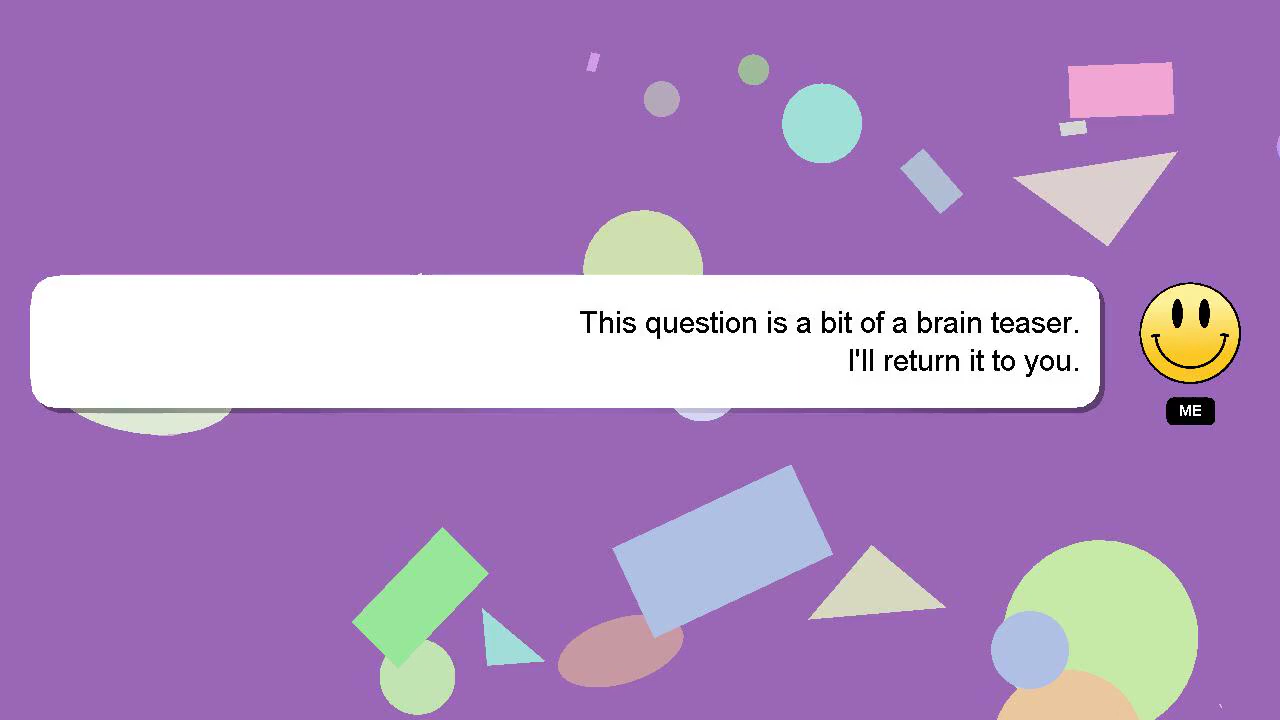 This question is a bit of a brain teaser.
I'll return it to you.
ME